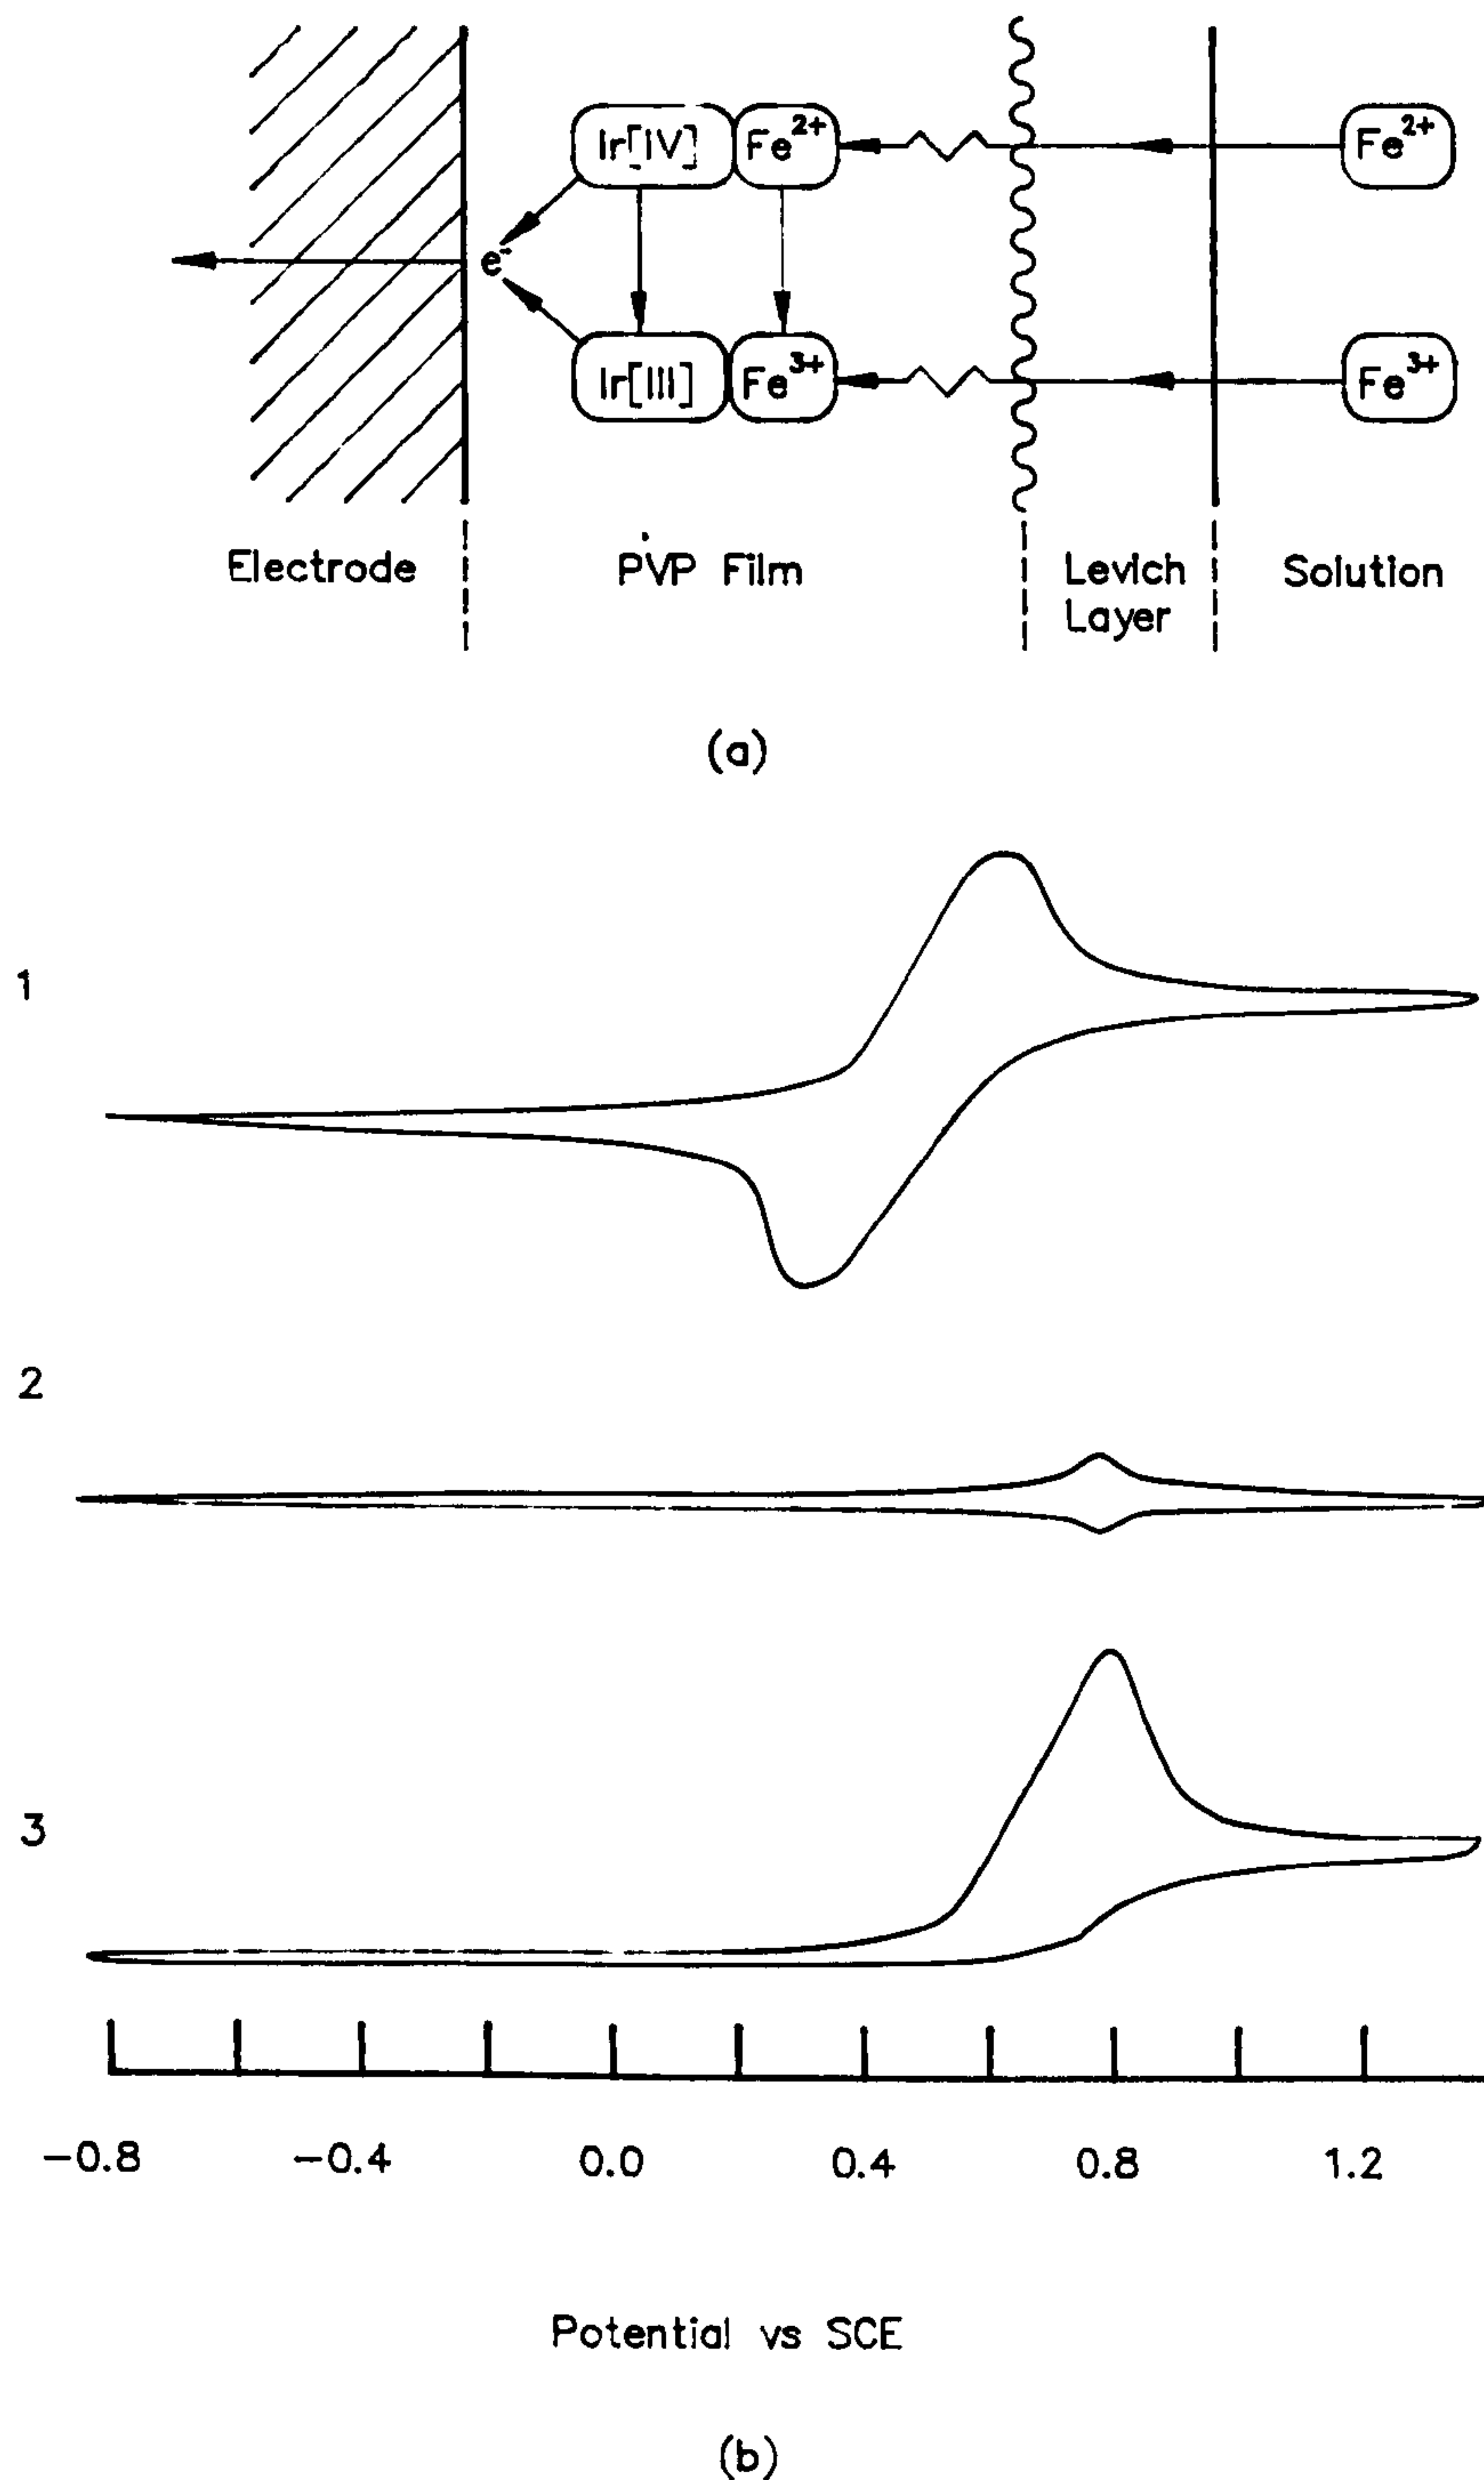 Ir[IV] Fe2+ Fe2+
e-
Ir[III] Fe3+ Fe3+
Electrode PVP Film Levich Solution
Layer
(a)
1
2
3
-0.8 -0.4 0.0 0.4 0.8 1.2
Potential vs SCE
(b)